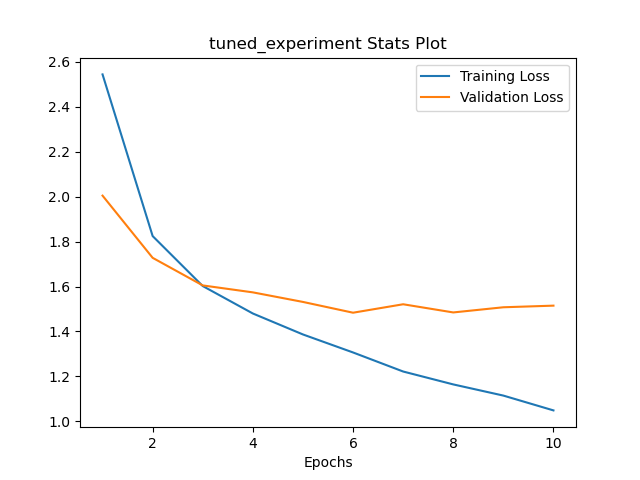 tuned_experiment Stats Plot
Training Loss
Validation Loss
2.6
2.4
2.2
2.0
1.8
1.6
1.4
1.2
1.0
2 4 6 8 10
Epochs